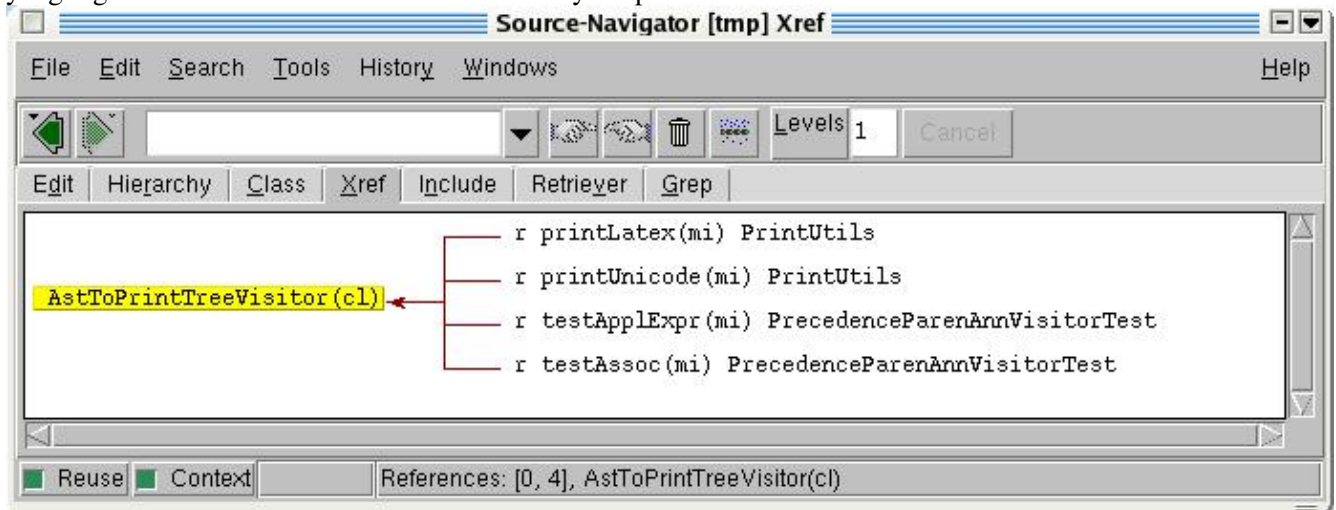 Source-Navigator [tmp] Xref
File Edit Search Tools History Windows Help
Levels 1 Cancel
Edit Hierarchy Class Xref Include Retriever Grep
r printLatex(mi) PrintUtils
r printUnicode(mi) PrintUtils
AstToPrintTreeVisitor(cl)
r testApplExpr(mi) PrecedenceParenAnnVisitorTest
r testAssoc(mi) PrecedenceParenAnnVisitorTest
Reuse Context References: [0, 4], AstToPrintTreeVisitor(cl)